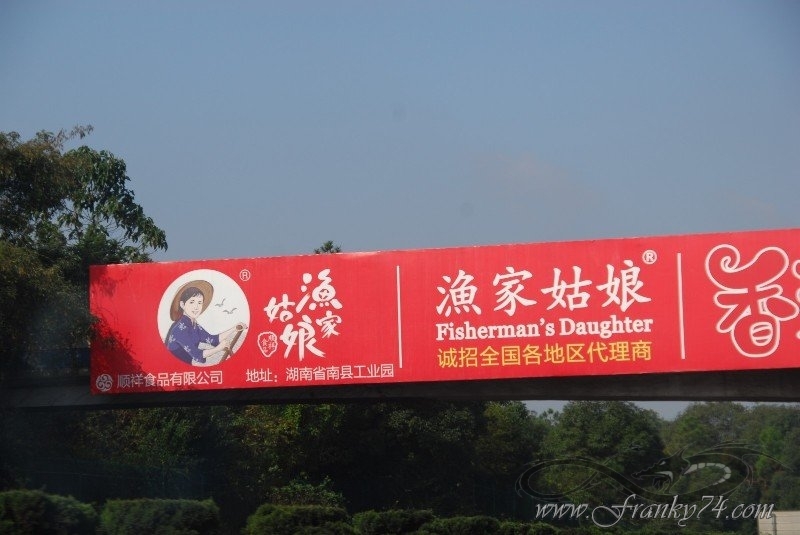 ®
渔家
姑娘
顺祥食品有限公司
地址：湖南省南县工业园
渔家姑娘®
Fisherman's Daughter
诚招全国各地区代理商
香
www.Franky74.com